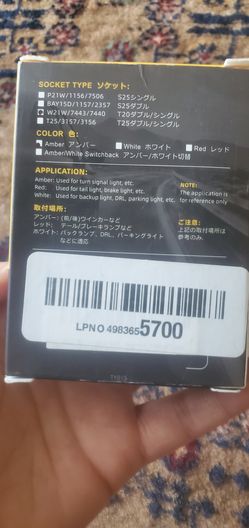 SOCKET TYPE ソケット:
P21W/1156/7506 S25シングル
BAY15D/1157/2357 S25ダブル
W21W/7443/7440 T20ダブル/シングル
T25/3157/3156 T25ダブル/シングル
COLOR 色:
Amber アンバー White ホワイト Red レッド
Amber/White Switchback アンバー/ホワイト切替
APPLICATION:
Amber: Used for turn signal light, etc.
Red: Used for tail light, brake light, etc.
White: Used for backup light, DRL, parking light, etc.
NOTE:
The application is
for reference only
取付場所:
アンバー: (前/後)ウインカーなど
レッド: テール/ブレーキランプなど
ホワイト: バックランプ、DRL、パーキングライト
などに適応
ご注意:
上記の取付場所は
参考のみ.
LPN O 498365 5700